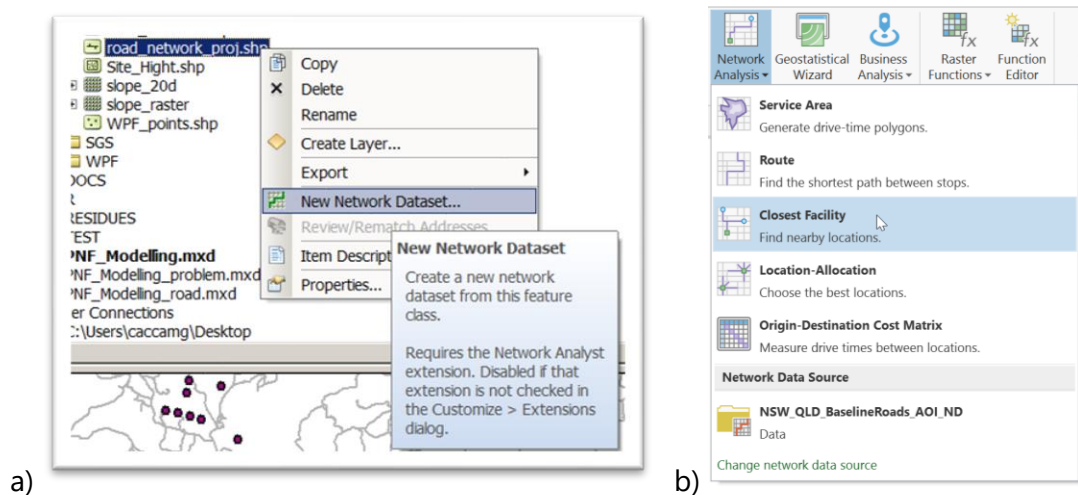 road_network_proj.shp
Site_Hight.shp
slope_20d
slope_raster
WPF_points.shp
SGS
WPF
RESIDUES
PNF_Modelling.mxd
PNF_Modeling_problem.mxd
PNF_Modeling_road.mxd
er Connections
C:\Users\caccamg\Desktop
Copy
Delete
Rename
Create Layer...
Export
New Network Dataset...
Review/Rematch Addresses
Item Descript
Properties...
New Network Dataset
Create a new network
dataset from this feature
class.
Requires the Network Analyst
extension. Disabled if that
extension is not checked in
the Customize > Extensions
dialog.
a)
Network Analysis
Geostatistical Wizard
Business Analysis
Raster Functions
Function Editor
fx
fx
Service Area
Generate drive-time polygons.
Route
Find the shortest path between stops.
Closest Facility
Find nearby locations.
Location-Allocation
Choose the best locations.
Origin-Destination Cost Matrix
Measure drive times between locations.
Network Data Source
NSW_QLD_BaselineRoads_AOI_ND
Data
Change network data source
b)